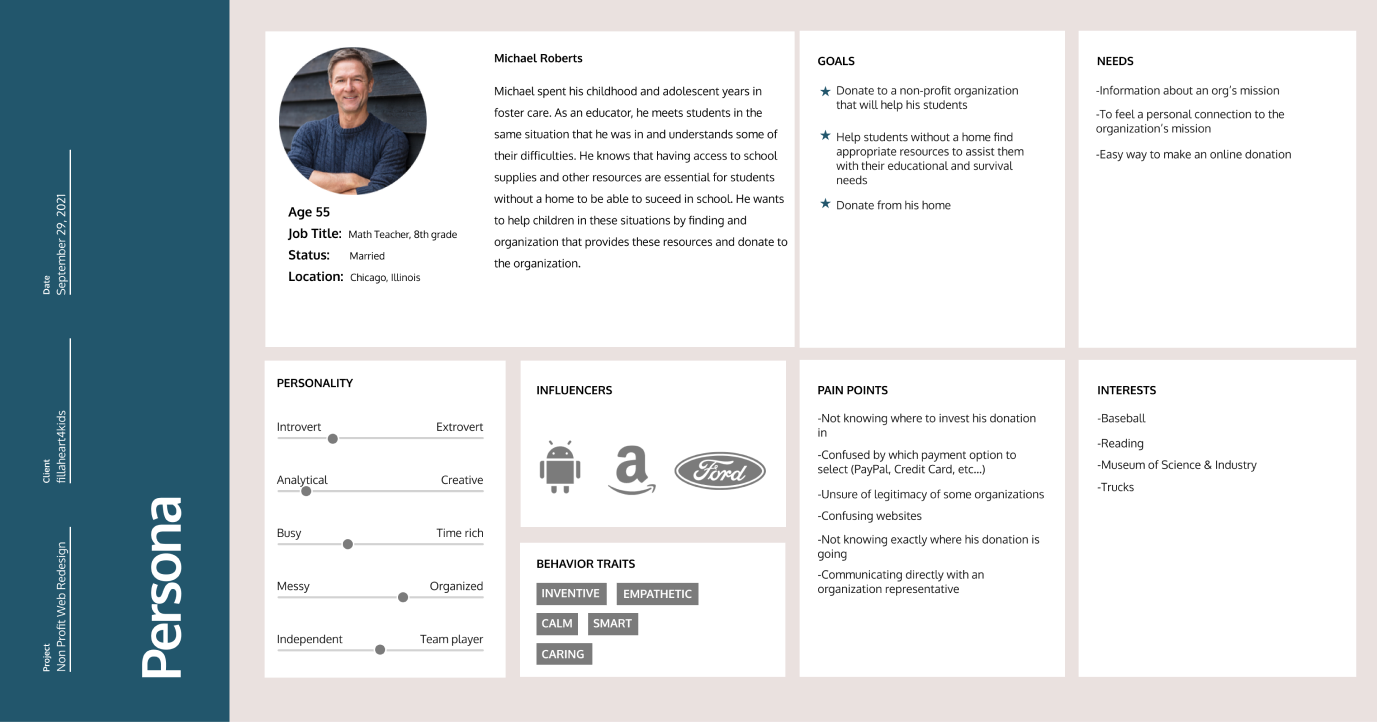 Persona
Project
Non Profit Web Redesign
Client
fillaheart4kids
Date
September 29, 2021
Age 55
Job Title: Math Teacher, 8th grade
Status: Married
Location: Chicago, Illinois
Michael Roberts
Michael spent his childhood and adolescent years in
foster care. As an educator, he meets students in the
same situation that he was in and understands some of
their difficulties. He knows that having access to school
supplies and other resources are essential for students
without a home to be able to suceed in school. He wants
to help children in these situations by finding and
organization that provides these resources and donate to
the organization.
GOALS
Donate to a non-profit organization
that will help his students
Help students without a home find
appropriate resources to assist them
with their educational and survival
needs
Donate from his home
NEEDS
-Information about an org’s mission
-To feel a personal connection to the
organization’s mission
-Easy way to make an online donation
PERSONALITY
Introvert Extrovert
Analytical Creative
Busy Time rich
Messy Organized
Independent Team player
INFLUENCERS
a
Ford
BEHAVIOR TRAITS
INVENTIVE EMPATHETIC
CALM SMART
CARING
PAIN POINTS
-Not knowing where to invest his donation
in
-Confused by which payment option to
select (PayPal, Credit Card, etc...)
-Unsure of legitimacy of some organizations
-Confusing websites
-Not knowing exactly where his donation is
going
-Communicating directly with an
organization representative
INTERESTS
-Baseball
-Reading
-Museum of Science & Industry
-Trucks